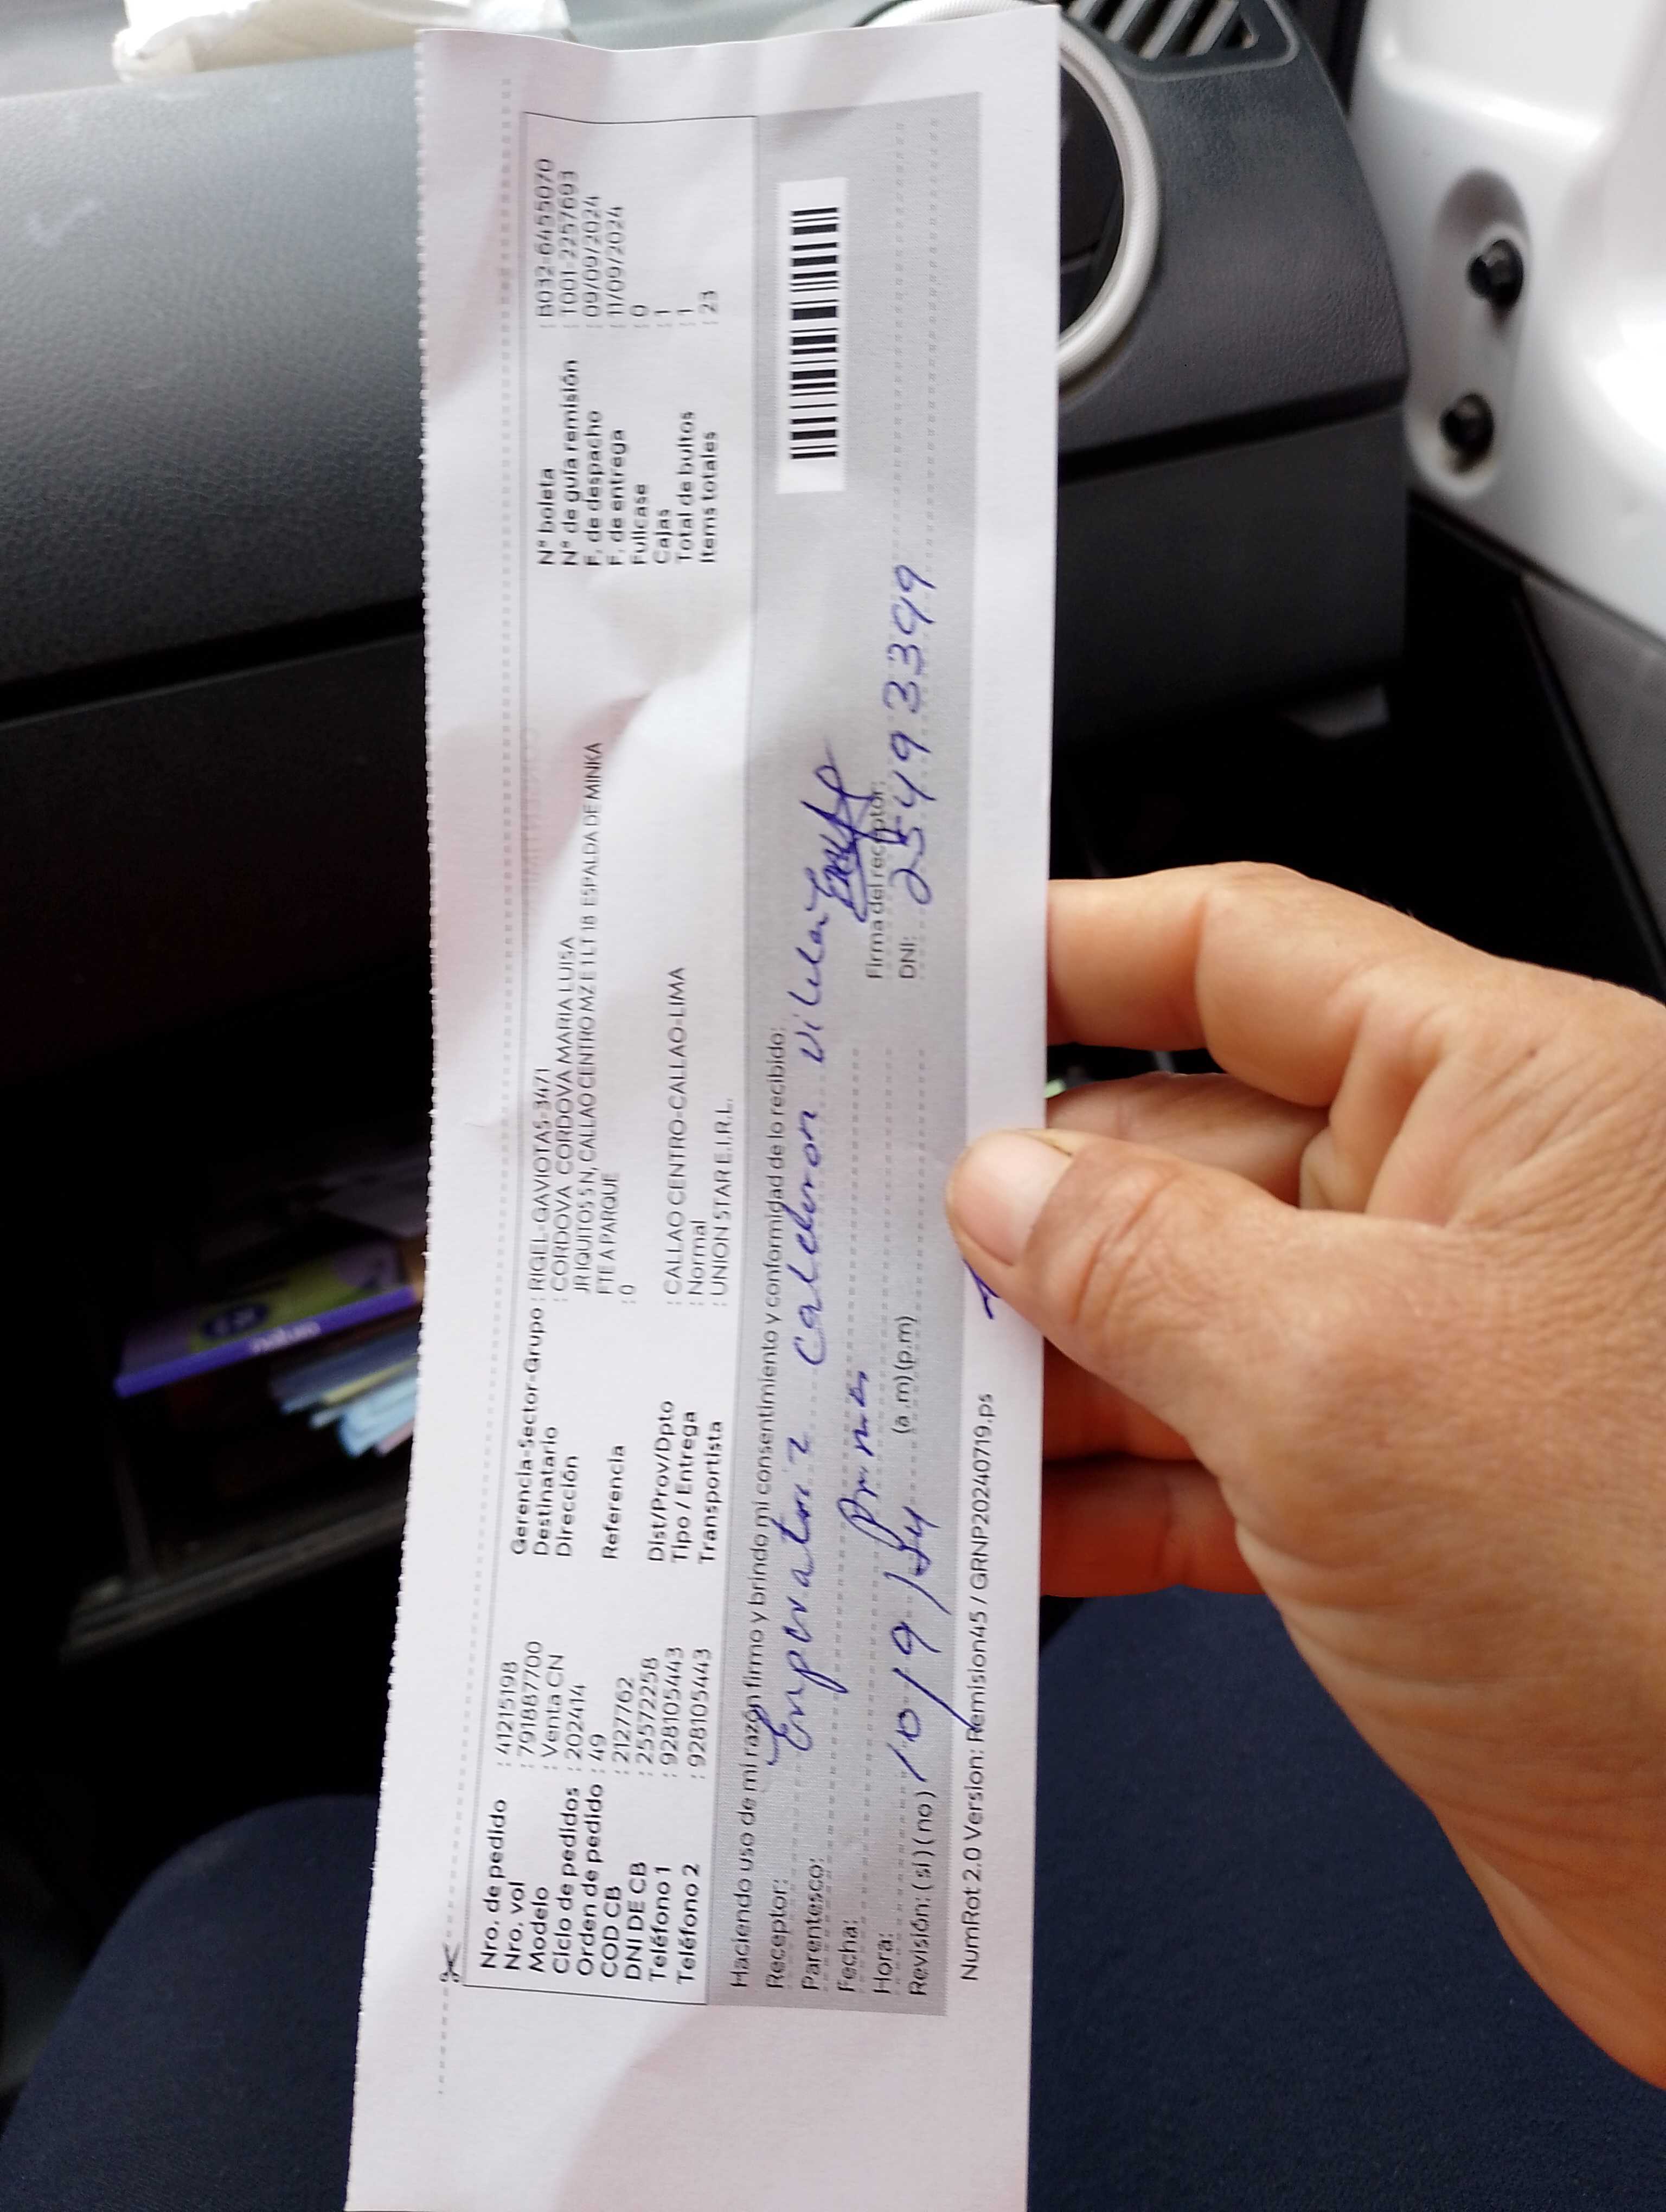 Nro. de pedido : 41215198
Nro. vol : 791887700
Modelo : Venta CN
Ciclo de pedidos : 202414
Orden de pedido : 49
COD CB : 2127762
DNI DE CB : 25572258
Teléfono 1 : 928105443
Teléfono 2 : 928105443
Gerencia-Sector-Grupo : RIGEL-GAVIOTAS-3471
Destinatario : CORDOVA CORDOVA MARIA LUISA
Dirección JR IQUITOS S N, CALLAO CENTRO MZ E 1 LT 18 ESPALDA DE MINKA
FTE A PARQUE
Referencia : 0
Dist/Prov/Dpto : CALLAO CENTRO-CALLAO-LIMA
Tipo / Entrega : Normal
Transportista : UNION STAR E.I.R.L.
N° boleta : B032-6455070
N° de guía remisión : T001-2257693
F. de despacho : 09/09/2024
F. de entrega : 11/09/2024
Fullcase : 0
Cajas : 1
Total de bultos : 1
Items totales : 23
Haciendo uso de mi razón firmo y brindo mi consentimiento y conformidad de lo recibido:
Receptor: Emperatriz calderon
Parentesco: Prima
Fecha: 10/9/24
Hora: (a.m)(p.m)
Revisión: (si) (no)
Firma del receptor:
DNI: 25493399
NumRot 2.0 Version: Remision45 / GRNP20240719.ps
natura